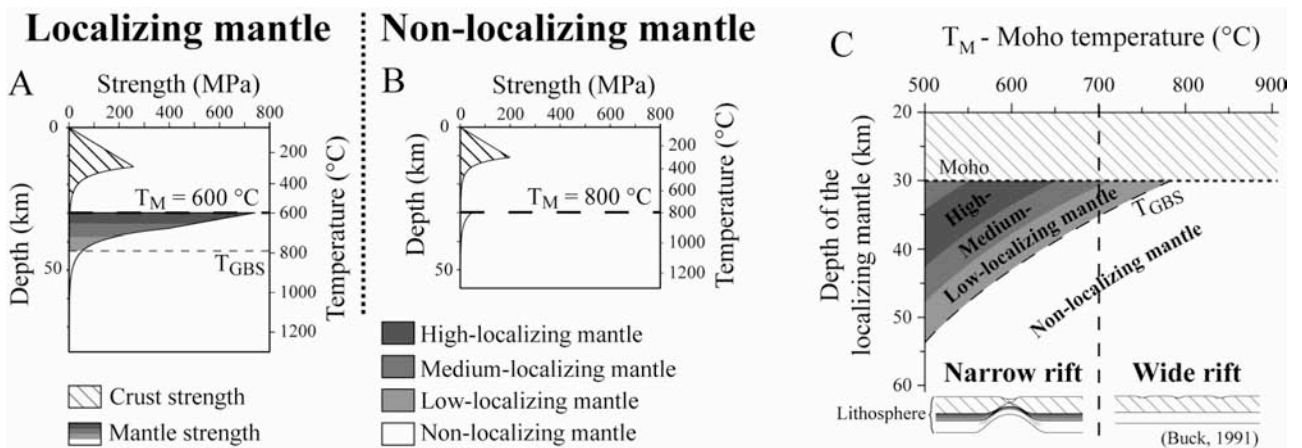 Localizing mantle
Non-localizing mantle
A
Strength (MPa)
0 200 400 600 800
0
50
Depth (km)
200
400
600
800
1000
1200
Temperature (°C)
T_M = 600 °C
T_GBS
Crust strength
Mantle strength
B
Strength (MPa)
0 200 400 600 800
0
50
Depth (km)
200
400
600
800
1000
1200
Temperature (°C)
T_M = 800 °C
High-localizing mantle
Medium-localizing mantle
Low-localizing mantle
Non-localizing mantle
C
T_M - Moho temperature (°C)
500 600 700 800 900
20
30
40
50
60
Depth of the
localizing mantle (km)
Moho
High-
Medium-
Low-localizing mantle
T_GBS
Non-localizing mantle
Narrow rift
Wide rift
Lithosphere
(Buck, 1991)